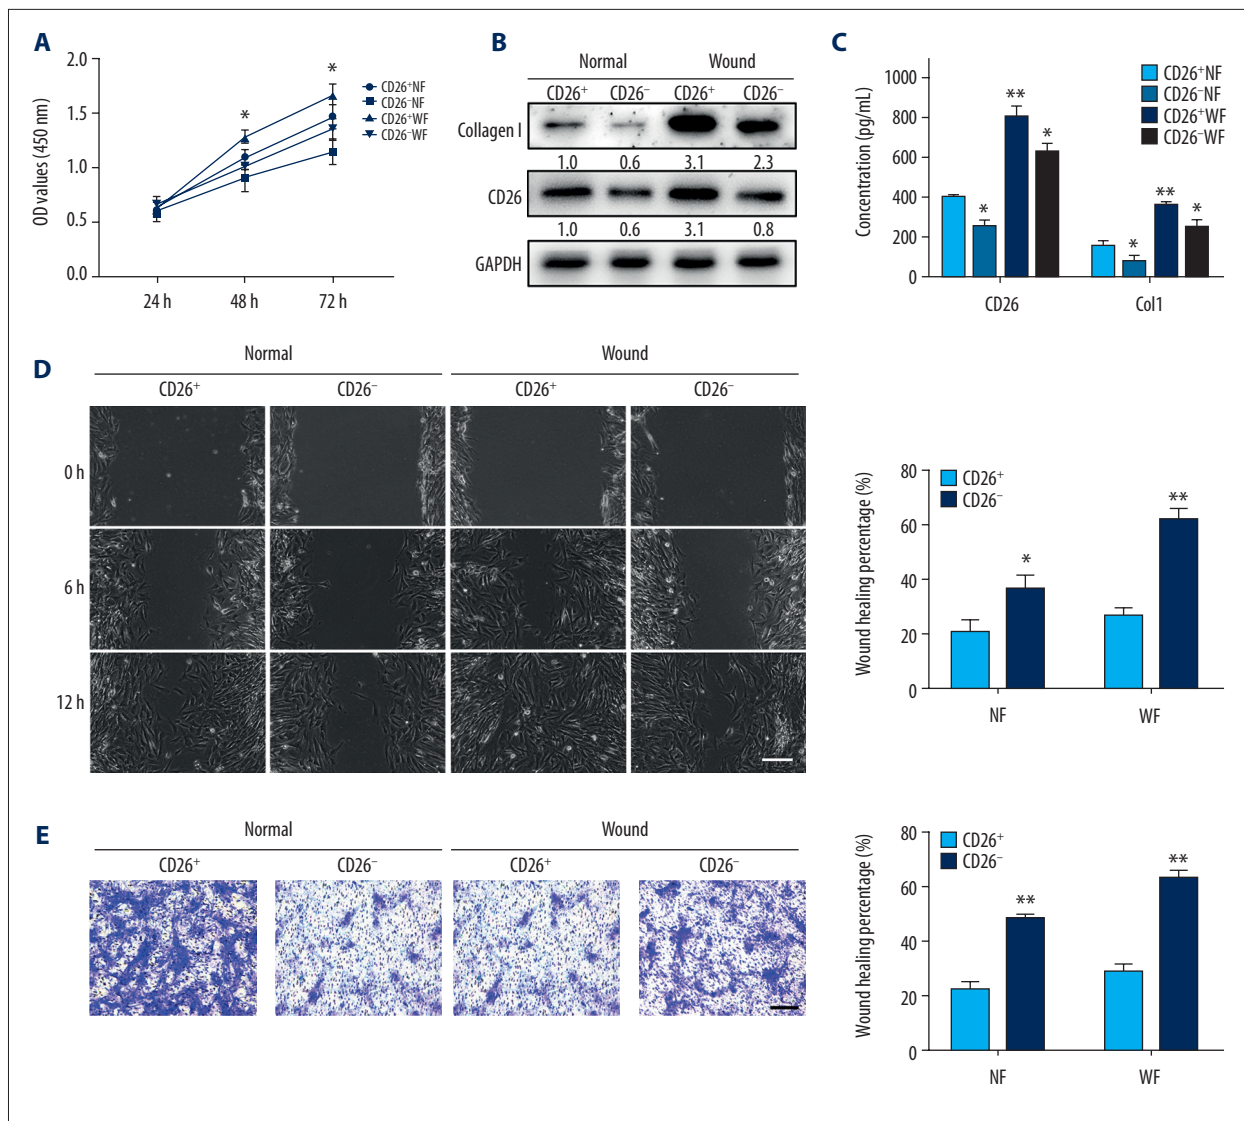 A
2.0
1.5
1.0
0.5
0.0
OD values (450 nm)
24 h 48 h 72 h
*
*
CD26⁺NF
CD26⁻NF
CD26⁺WF
CD26⁻WF
B
Normal Wound
CD26⁺ CD26⁻ CD26⁺ CD26⁻
Collagen I
1.0 0.6 3.1 2.3
CD26
1.0 0.6 3.1 0.8
GAPDH
C
1000
800
600
400
200
0
Concentration (pg/mL)
CD26⁺NF
CD26⁻NF
CD26⁺WF
CD26⁻WF
* ** * * ** *
CD26 Col1
D
Normal Wound
CD26⁺ CD26⁻ CD26⁺ CD26⁻
0 h
6 h
12 h
80
60
40
20
0
Wound healing percentage (%)
CD26⁺
CD26⁻
* **
NF WF
E
Normal Wound
CD26⁺ CD26⁻ CD26⁺ CD26⁻
80
60
40
20
0
Wound healing percentage (%)
CD26⁺
CD26⁻
** **
NF WF